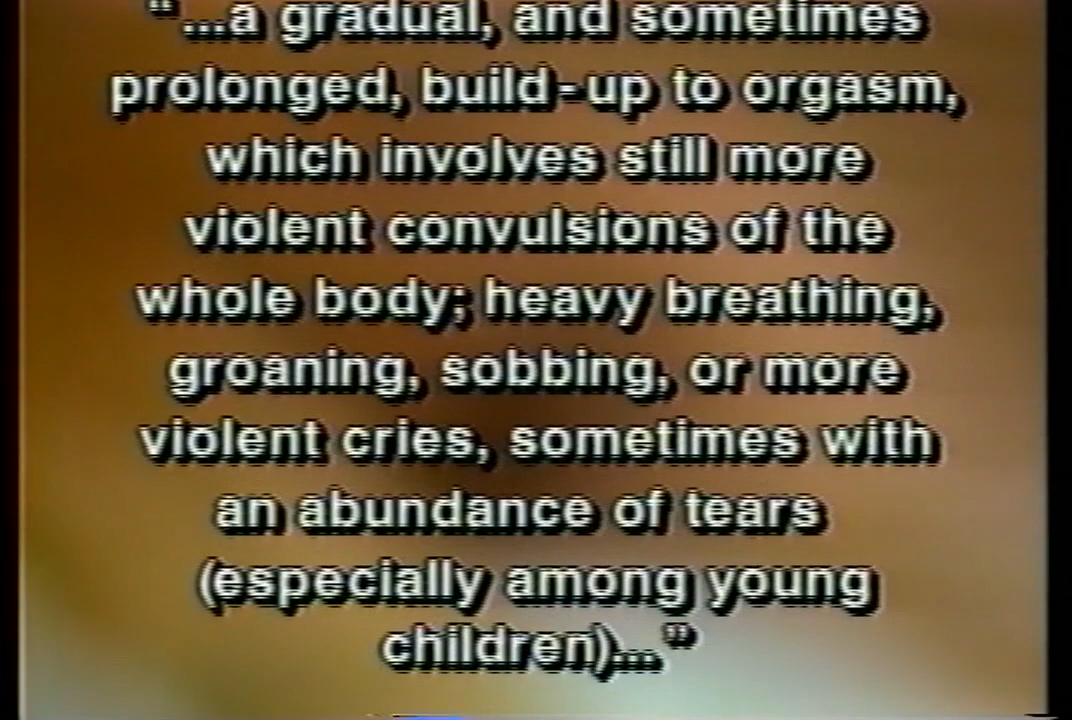 "...a gradual, and sometimes
prolonged, build-up to orgasm,
which involves still more
violent convulsions of the
whole body; heavy breathing,
groaning, sobbing, or more
violent cries, sometimes with
an abundance of tears
(especially among young
children)..."